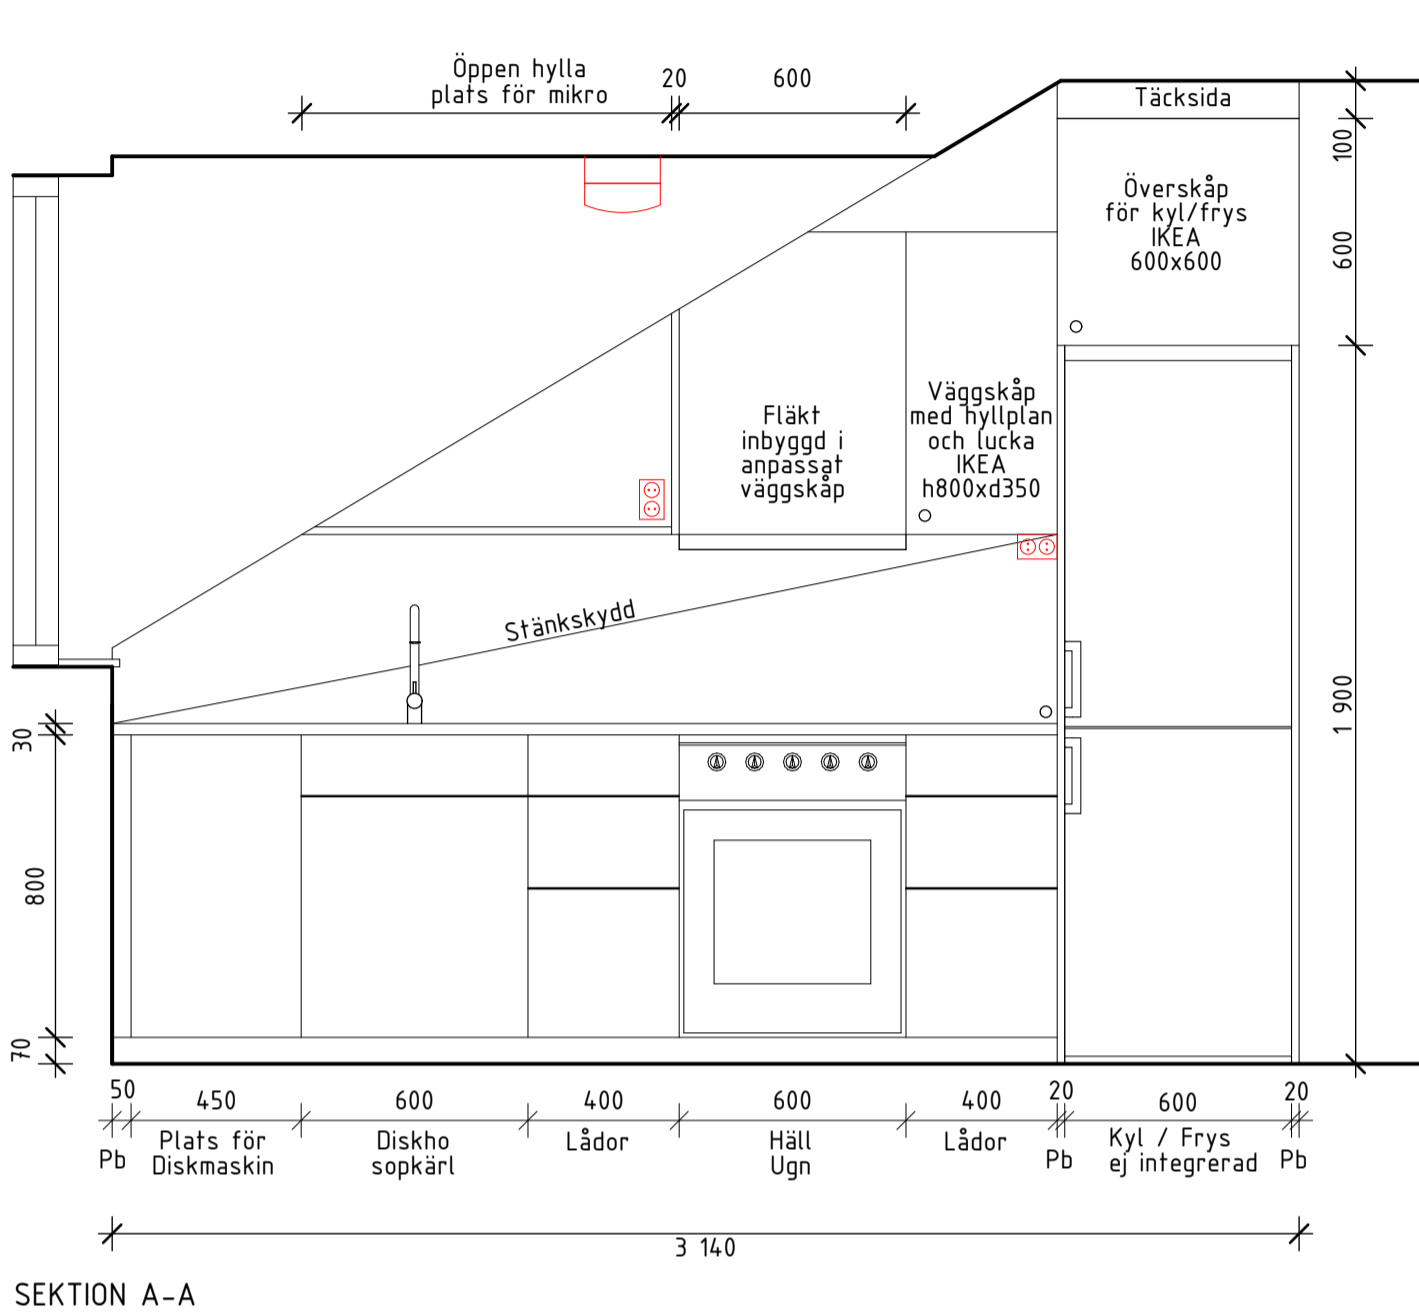 Öppen hylla
plats för mikro
20
600
Täcksida
100
Överskåp
för kyl/frys
IKEA
600x600
600
Väggskåp
med hyllplan
och lucka
IKEA
h800xd350
Fläkt
inbyggd i
anpassat
väggskåp
Stänkskydd
1 900
30
800
70
50
450
600
400
600
400
20
600
20
Pb
Plats för
Diskmaskin
Diskho
sopkärl
Lådor
Häll
Ugn
Lådor
Pb
Kyl / Frys
ej integrerad
Pb
3 140
SEKTION A-A